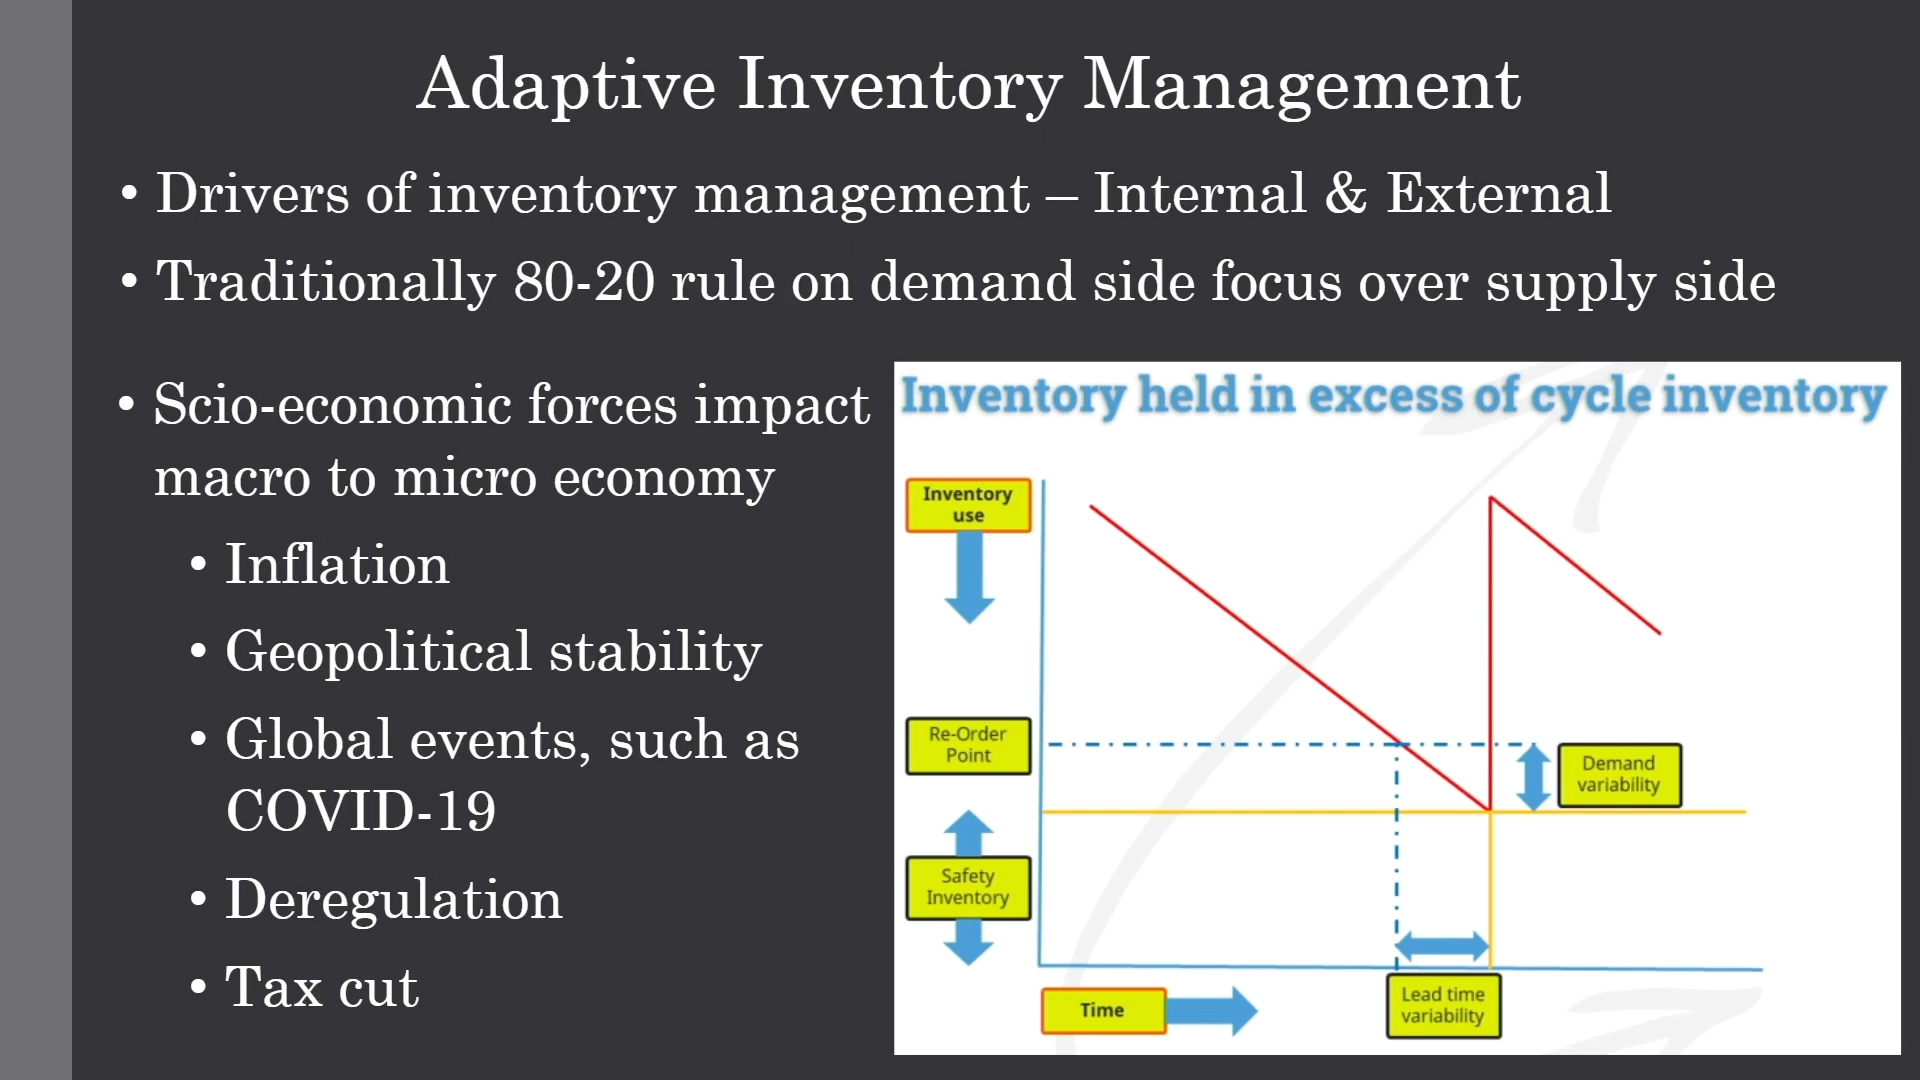 Adaptive Inventory Management
• Drivers of inventory management – Internal & External
• Traditionally 80-20 rule on demand side focus over supply side
• Scio-economic forces impact
macro to micro economy
• Inflation
• Geopolitical stability
• Global events, such as
COVID-19
• Deregulation
• Tax cut
Inventory held in excess of cycle inventory
Inventory
use
Re-Order
Point
Demand
variability
Safety
Inventory
Time
Lead time
variability